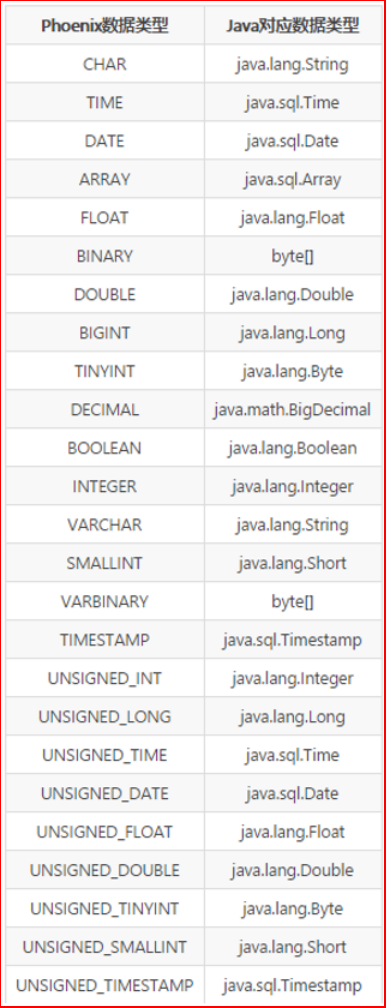 Phoenix数据类型 Java对应数据类型
CHAR java.lang.String
TIME java.sql.Time
DATE java.sql.Date
ARRAY java.sql.Array
FLOAT java.lang.Float
BINARY byte[]
DOUBLE java.lang.Double
BIGINT java.lang.Long
TINYINT java.lang.Byte
DECIMAL java.math.BigDecimal
BOOLEAN java.lang.Boolean
INTEGER java.lang.Integer
VARCHAR java.lang.String
SMALLINT java.lang.Short
VARBINARY byte[]
TIMESTAMP java.sql.Timestamp
UNSIGNED_INT java.lang.Integer
UNSIGNED_LONG java.lang.Long
UNSIGNED_TIME java.sql.Time
UNSIGNED_DATE java.sql.Date
UNSIGNED_FLOAT java.lang.Float
UNSIGNED_DOUBLE java.lang.Double
UNSIGNED_TINYINT java.lang.Byte
UNSIGNED_SMALLINT java.lang.Short
UNSIGNED_TIMESTAMP java.sql.Timestamp